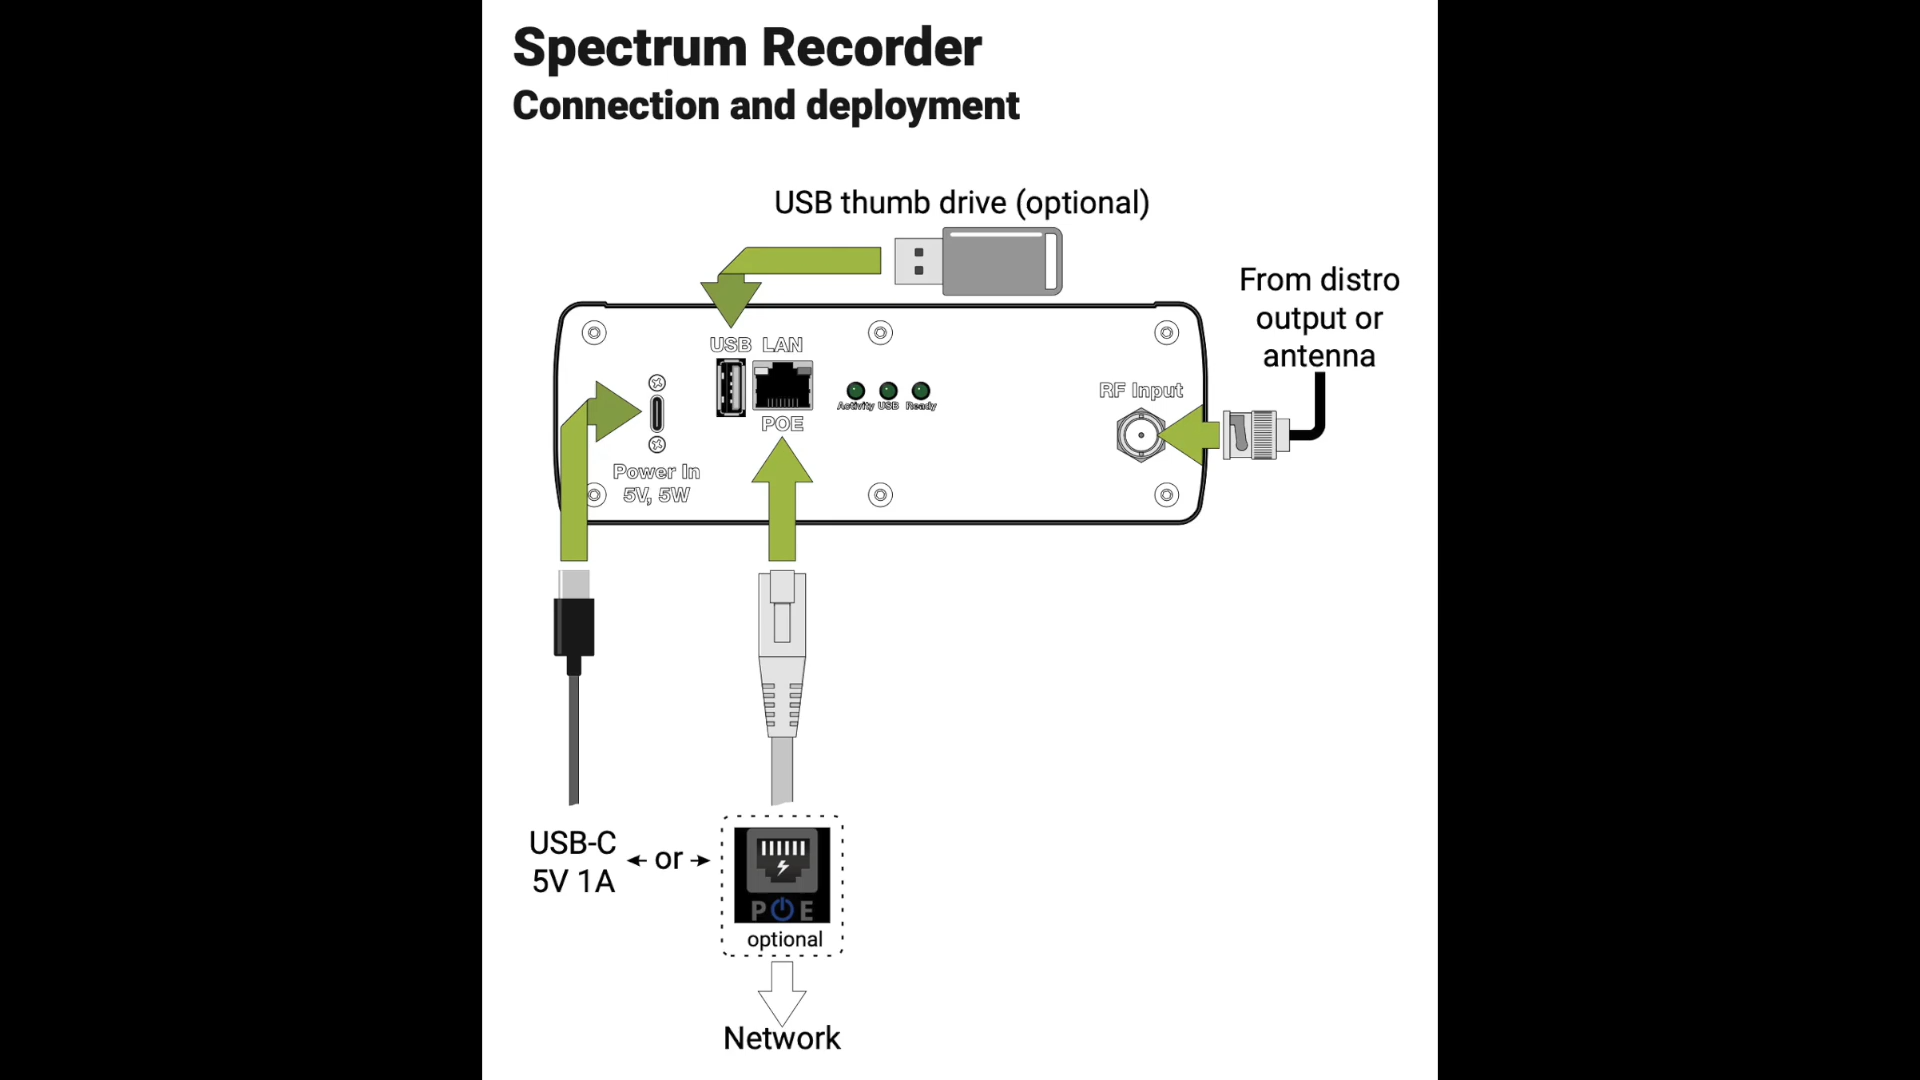 Spectrum Recorder
Connection and deployment
USB thumb drive (optional)
From distro
output or
antenna
USB LAN
RF Input
Activity USB Ready
POE
Power In
5V, 5W
USB-C
5V 1A
or
POE
optional
Network